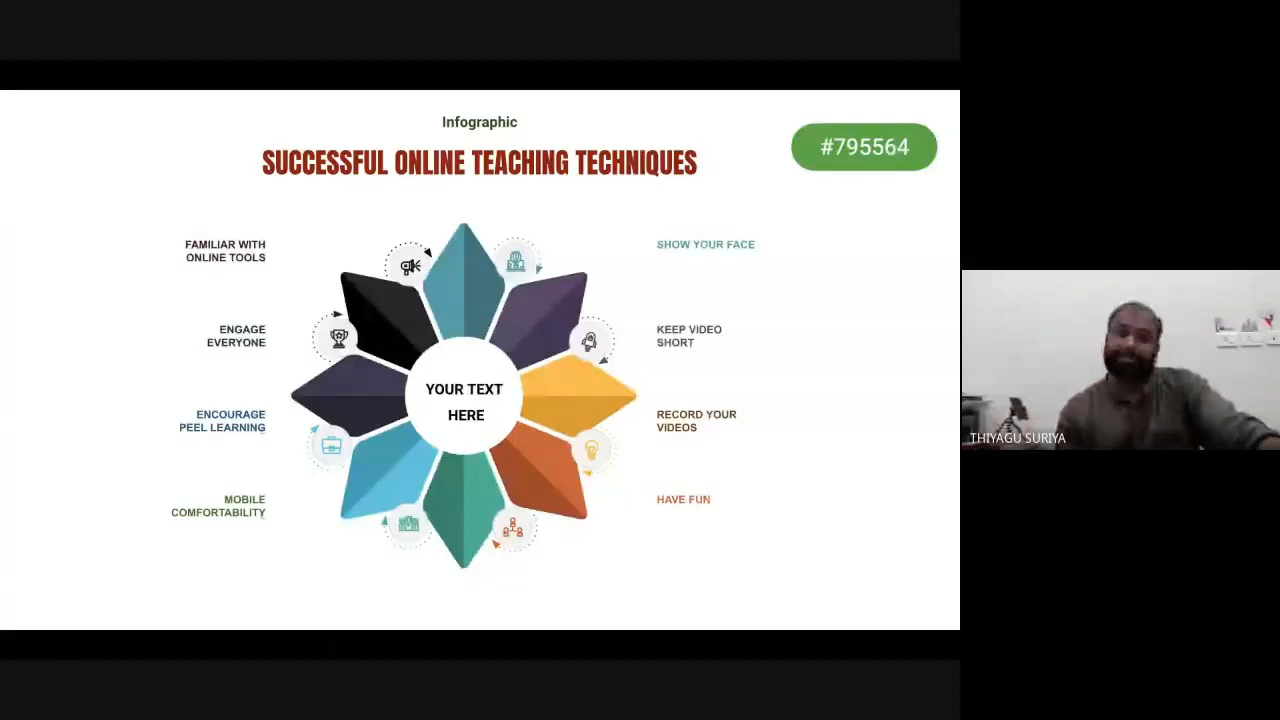 Infographic
SUCCESSFUL ONLINE TEACHING TECHNIQUES
#795564
FAMILIAR WITH
ONLINE TOOLS
ENGAGE
EVERYONE
ENCOURAGE
PEEL LEARNING
MOBILE
COMFORTABILITY
YOUR TEXT
HERE
SHOW YOUR FACE
KEEP VIDEO
SHORT
RECORD YOUR
VIDEOS
HAVE FUN
THIYAGU SURIYA